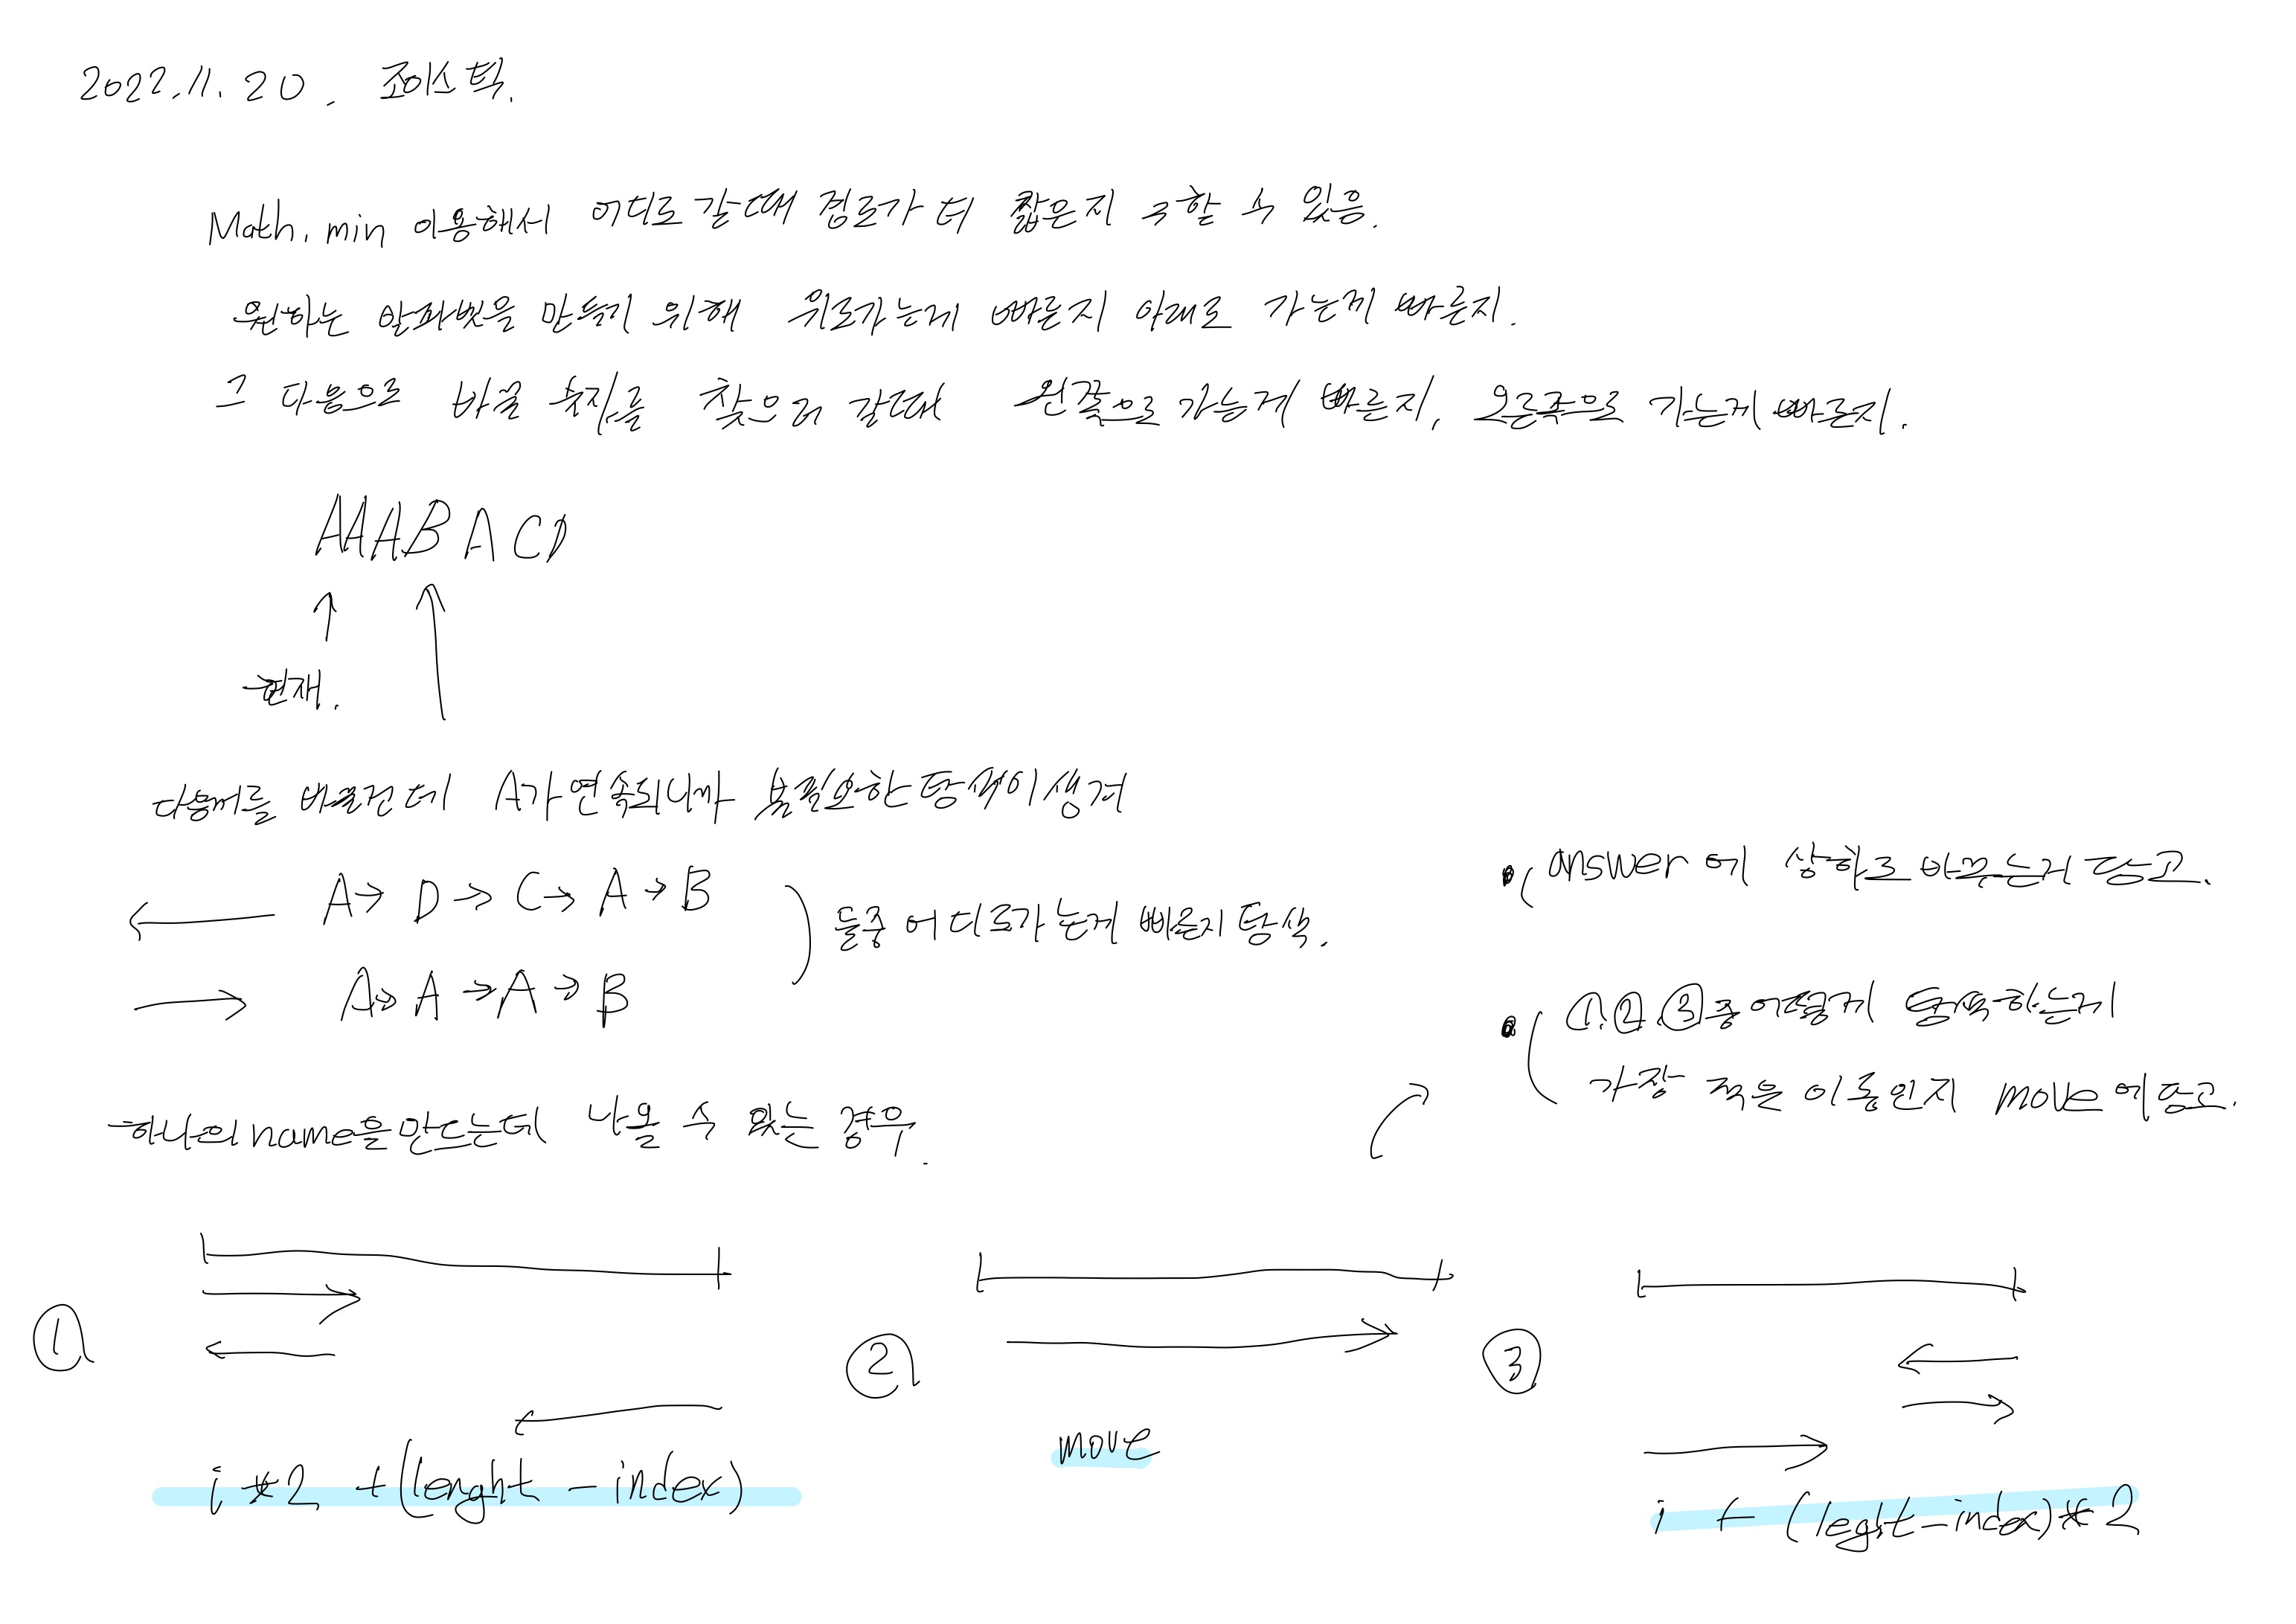 2022.11.20. 조이스틱.
Math.min 이용해서 어디로 갈때 경로가 더 짧은지 구할 수 있음.
원하는 알파벳을 만들기 위해 위로가는게 빠른지 아래로 가는게 빠른지.
그 다음으로 바꿀 숫자를 찾으러 갈때 왼쪽으로 가는게 빠른지, 오른쪽으로 가는게 빠른지.
AAABACD
현재.
다음꺼를 바꿀건데 A가 연속되니까 불필요한 탐색이 생겨
← A → D → C → A → B
→ A → A → A → B
둘중 어디로가는게 빠른지 탐색.
answer에 상하로 바꾸는거 담고.
①.②.③중 어떻게 탐색하는게
가장 적은 이동인지 move에 담고.
하나의 name을 만드는데 나올 수 있는 경우.
①
i *2 +(lenght - index)
②
move
③
i + (leght - index)* 2